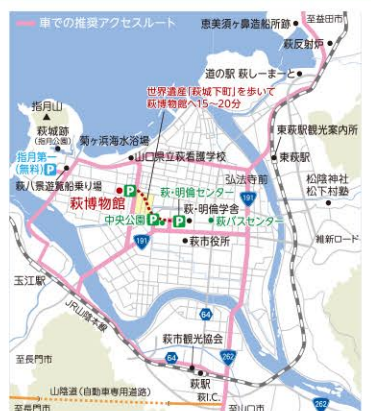 車での推奨アクセスルート
至益田市
恵美須ヶ鼻造船所跡
萩反射炉
道の駅 萩しーまーと
世界遺産「萩城下町」を歩いて
萩博物館へ15〜20分
指月山
萩城跡
(指月公園)
菊ヶ浜海水浴場
東萩駅観光案内所
指月第一
(無料) P
山口県立萩看護学校
東萩駅
弘法寺前
松陰神社
松下村塾
萩八景遊覧船乗り場
P
萩・明倫センター
萩博物館
萩・明倫学舎
中央公園 P
P
萩バスセンター
191
萩市役所
191
維新ロード
262
玉江駅
JR山陰本線
64
萩市観光協会
64
262
至長門市
萩駅
萩I.C.
山陰道(自動車専用道路)
262
至長門市
至山口市